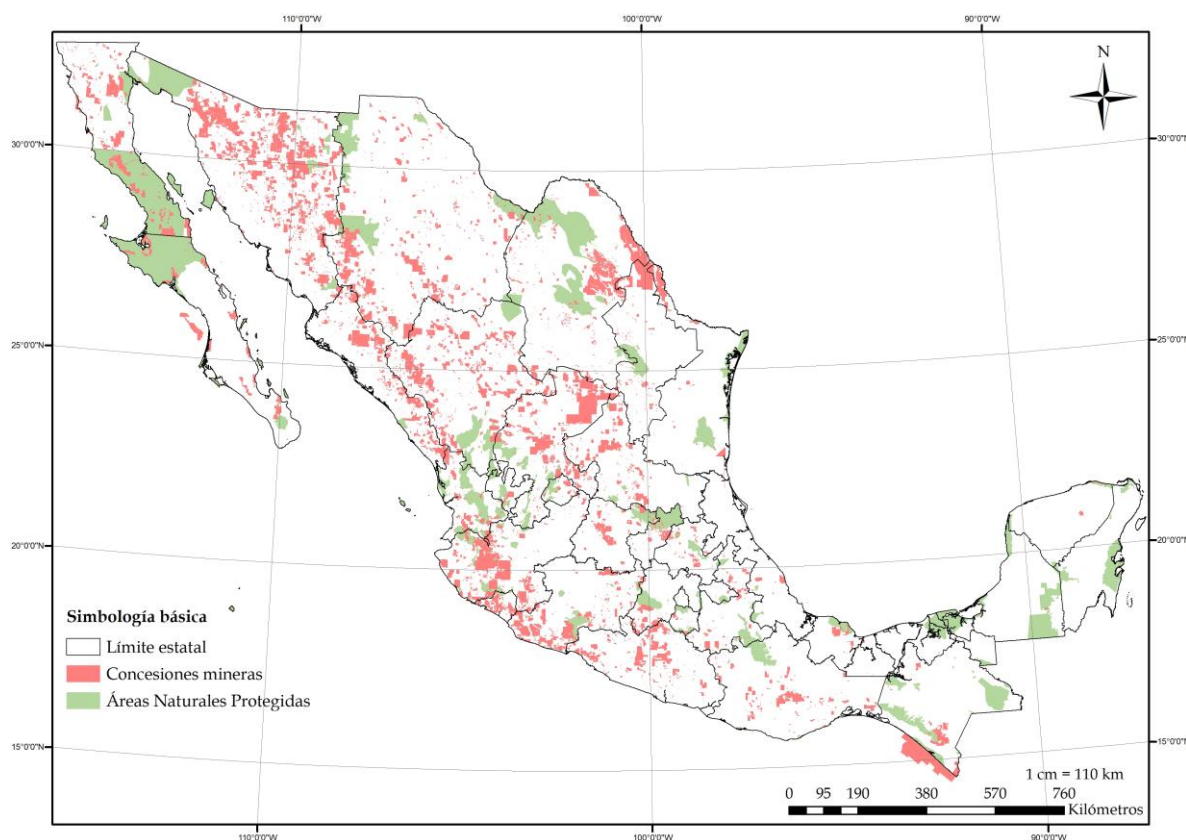 110°0'0"W 100°0'0"W 90°0'0"W
N
30°0'0"N 30°0'0"N
25°0'0"N 25°0'0"N
20°0'0"N 20°0'0"N
Simbología básica
Límite estatal
Concesiones mineras
Áreas Naturales Protegidas
15°0'0"N 15°0'0"N
1 cm = 110 km
0 95 190 380 570 760
Kilómetros
110°0'0"W 100°0'0"W 90°0'0"W